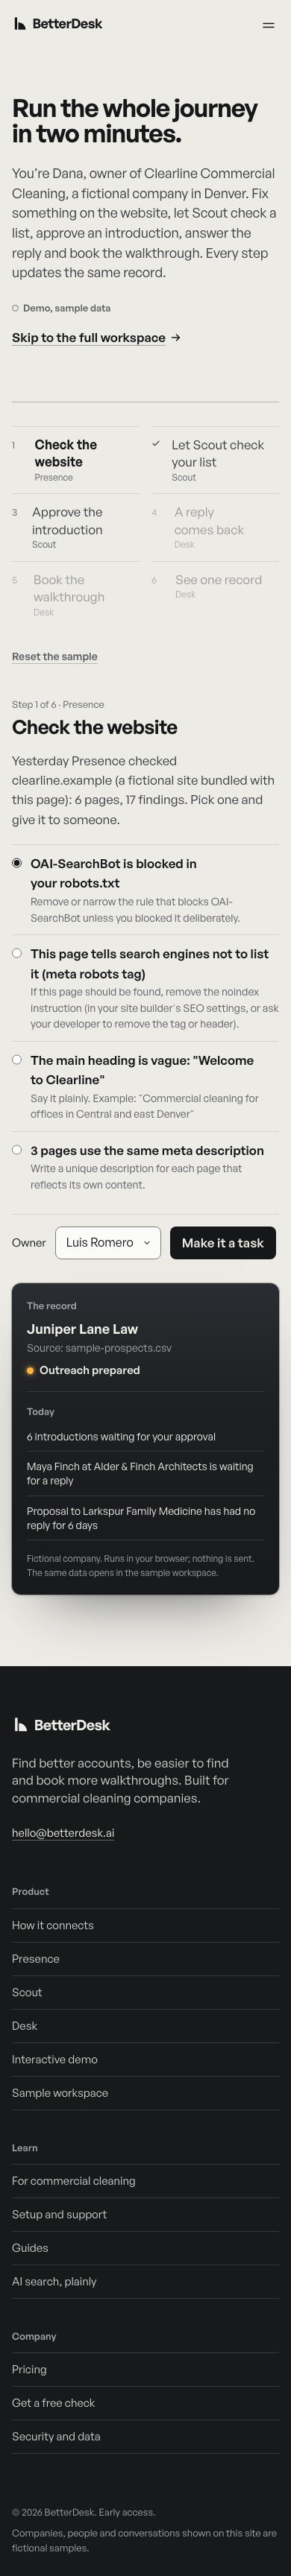 BetterDesk
Run the whole journey
in two minutes.
You're Dana, owner of Clearline Commercial
Cleaning, a fictional company in Denver. Fix
something on the website, let Scout check a
list, approve an introduction, answer the
reply and book the walkthrough. Every step
updates the same record.
Demo, sample data
Skip to the full workspace →
1 Check the
website
Presence
✓ Let Scout check
your list
Scout
3 Approve the
introduction
Scout
4 A reply
comes back
Desk
5 Book the
walkthrough
Desk
6 See one record
Desk
Reset the sample
Step 1 of 6 · Presence
Check the website
Yesterday Presence checked
clearline.example (a fictional site bundled with
this page): 6 pages, 17 findings. Pick one and
give it to someone.
OAI-SearchBot is blocked in
your robots.txt
Remove or narrow the rule that blocks OAI-
SearchBot unless you blocked it deliberately.
This page tells search engines not to list
it (meta robots tag)
If this page should be found, remove the noindex
instruction (in your site builder's SEO settings, or ask
your developer to remove the tag or header).
The main heading is vague: "Welcome
to Clearline"
Say it plainly. Example: "Commercial cleaning for
offices in Central and east Denver"
3 pages use the same meta description
Write a unique description for each page that
reflects its own content.
Owner Luis Romero Make it a task
The record
Juniper Lane Law
Source: sample-prospects.csv
Outreach prepared
Today
6 introductions waiting for your approval
Maya Finch at Alder & Finch Architects is waiting
for a reply
Proposal to Larkspur Family Medicine has had no
reply for 6 days
Fictional company. Runs in your browser; nothing is sent.
The same data opens in the sample workspace.
BetterDesk
Find better accounts, be easier to find
and book more walkthroughs. Built for
commercial cleaning companies.
hello@betterdesk.ai
Product
How it connects
Presence
Scout
Desk
Interactive demo
Sample workspace
Learn
For commercial cleaning
Setup and support
Guides
AI search, plainly
Company
Pricing
Get a free check
Security and data
© 2026 BetterDesk. Early access.
Companies, people and conversations shown on this site are
fictional samples.